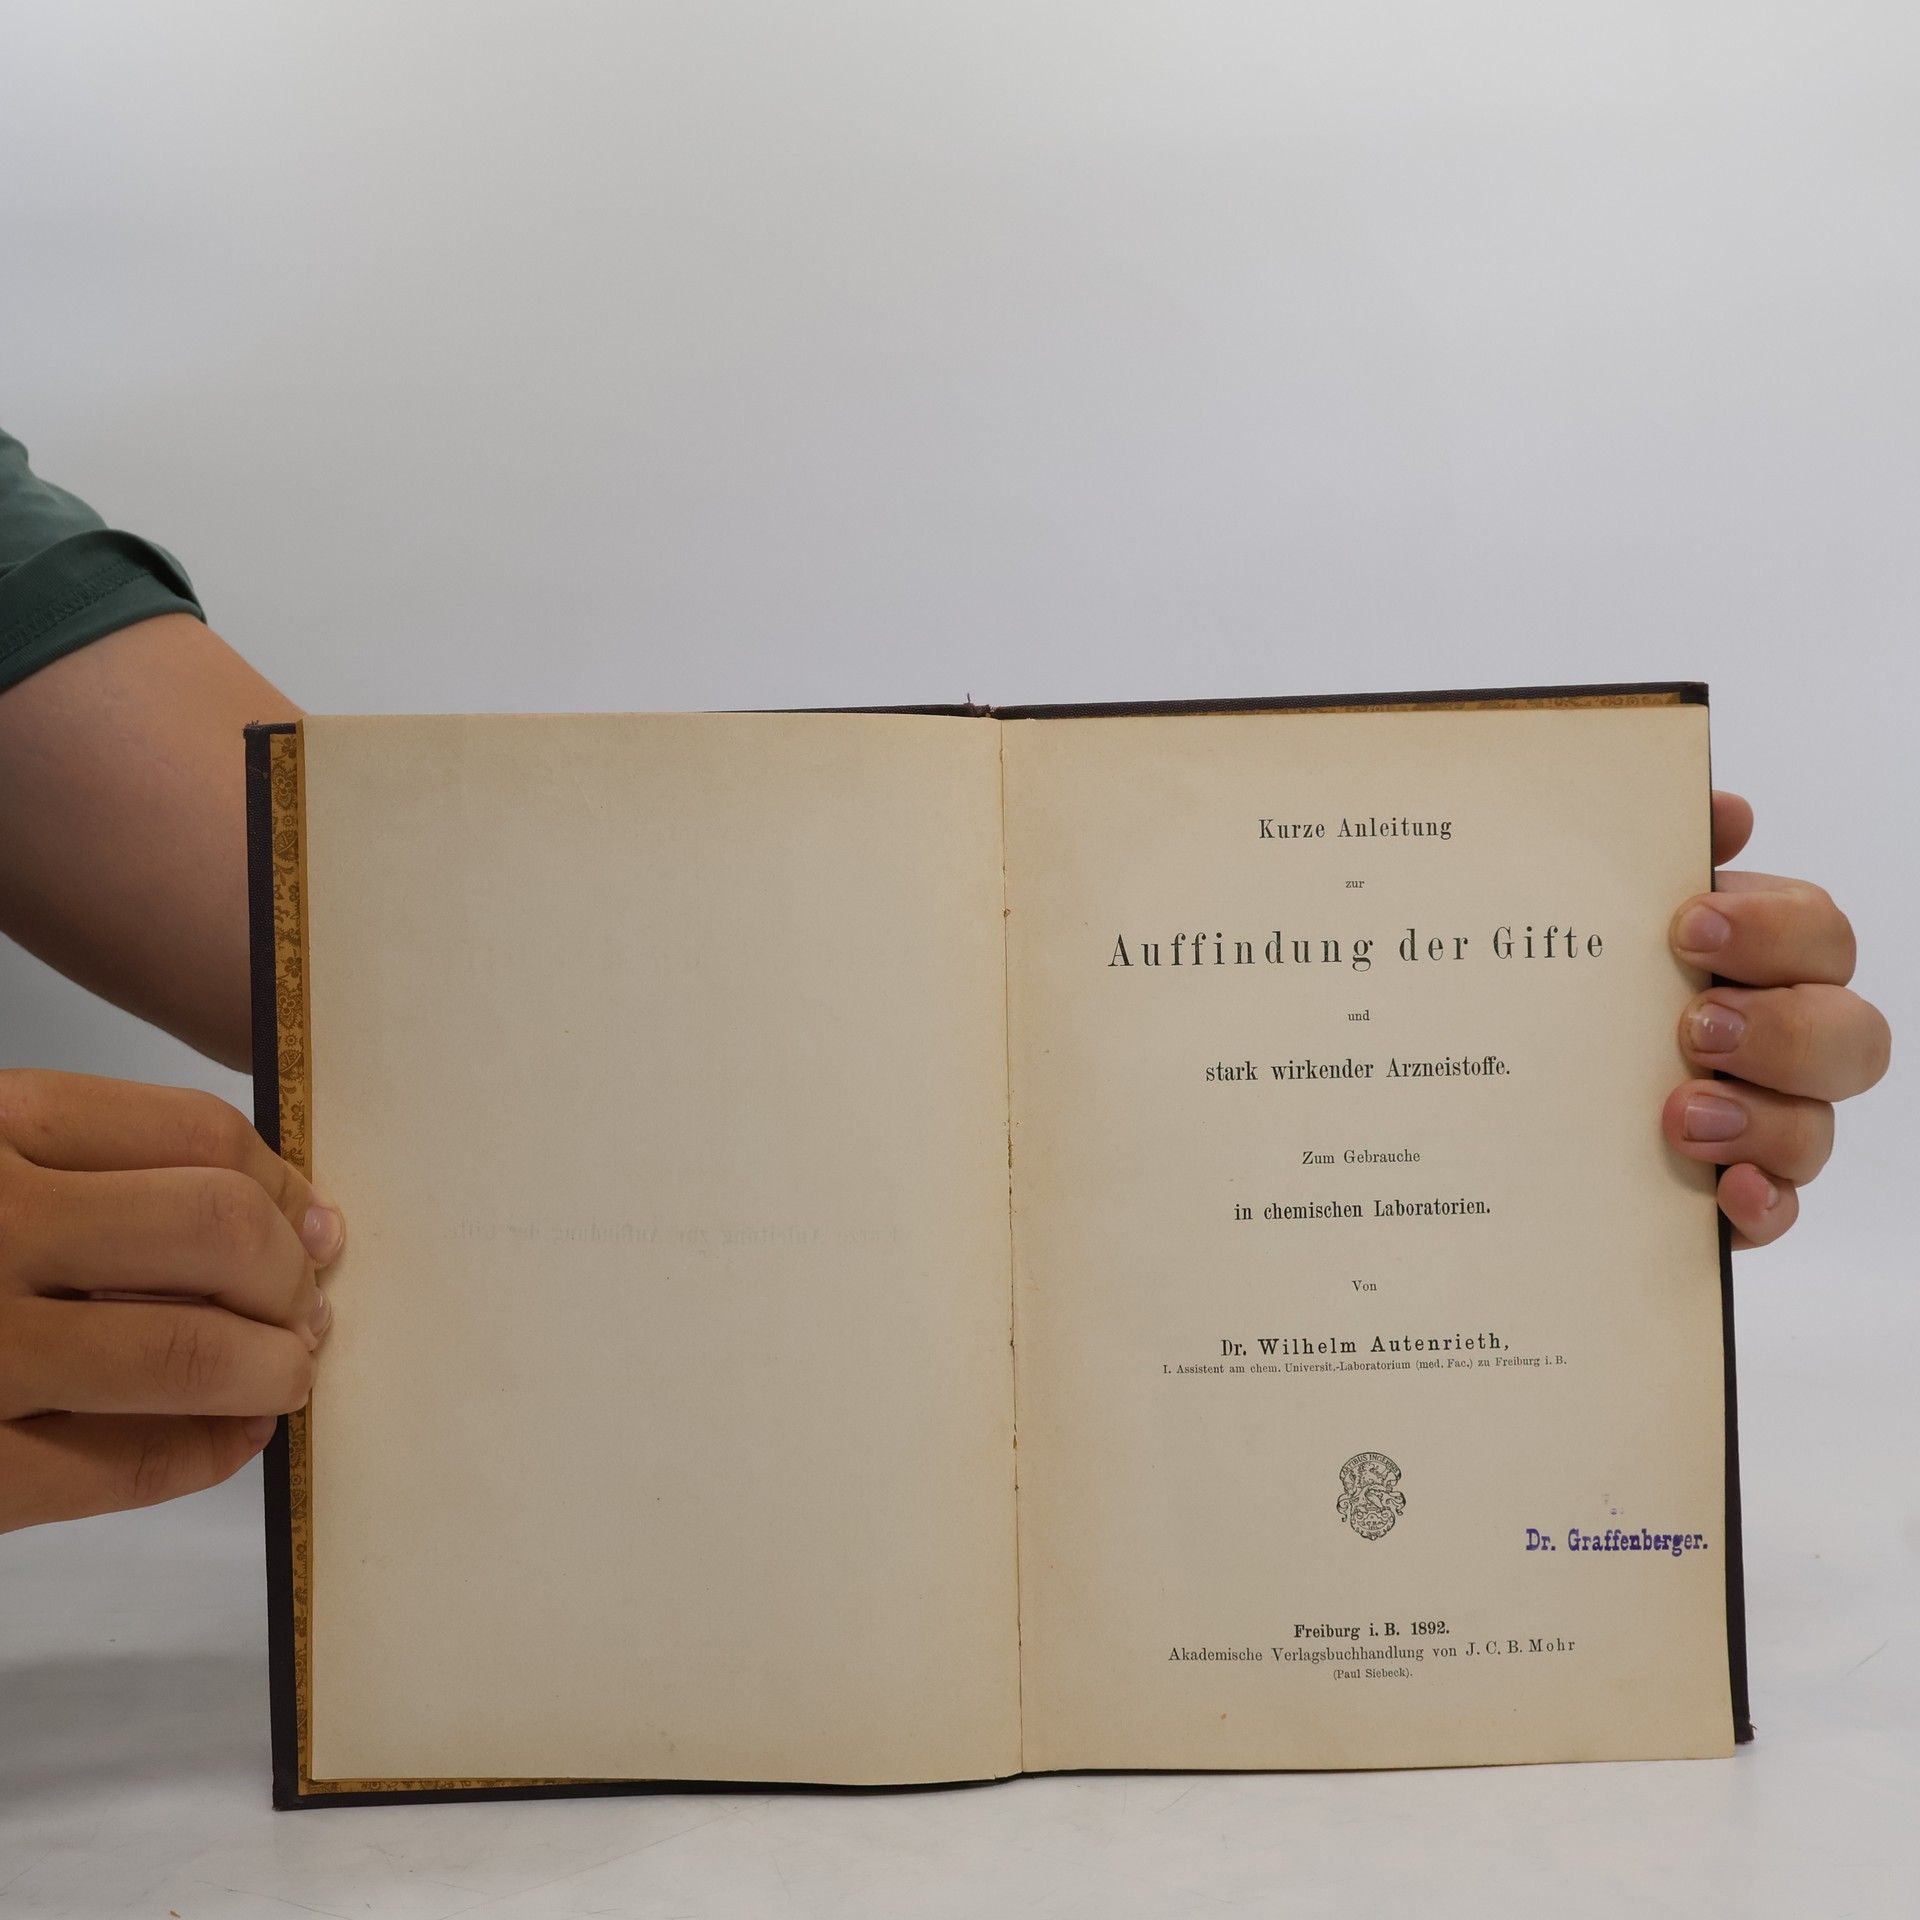 Kurze Anleitung
zur
Auffindung der Gifte
und
stark wirkender Arzneistoffe.
Zum Gebrauche
in chemischen Laboratorien.
Von
Dr. Wilhelm Autenrieth,
I. Assistent am chem. Universit.-Laboratorium (med. Fac.) zu Freiburg i. B.
Dr. Graffenberger.
Freiburg i. B. 1892.
Akademische Verlagsbuchhandlung von J. C. B. Mohr
(Paul Siebeck).